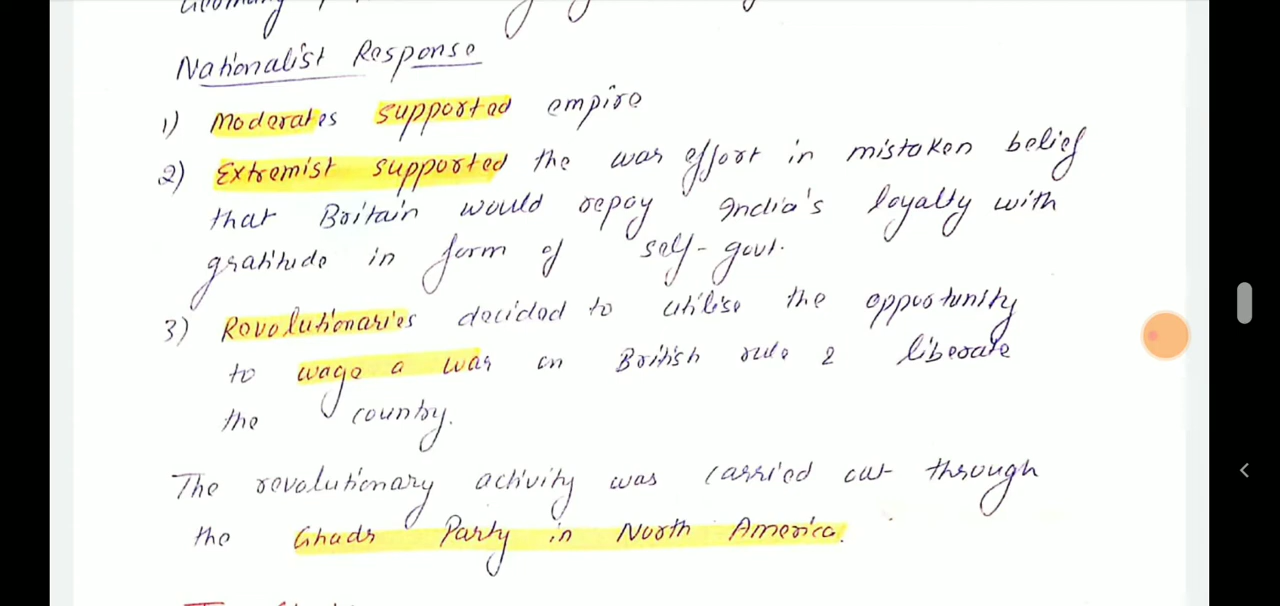 Nationalist Response
1) Moderates supported empire
2) Extremist supported the war effort in mistaken belief
that Britain would repay India's loyalty with
gratitude in form of self-govt.
3) Revolutionaries decided to utilise the opportunity
to wage a war on British rule & liberate
the country.
The revolutionary activity was carried out through
the Ghadr Party in North America.